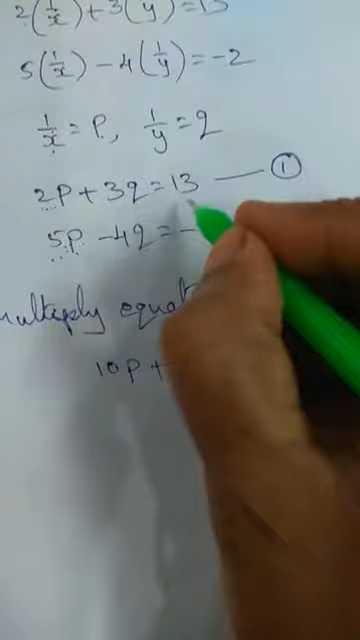 2(1/x) + 3(1/y) = 13
5(1/x) - 4(1/y) = -2
1/x = p, 1/y = q
2p + 3q = 13 — ①
5p - 4q = -
multiply equat
10p +